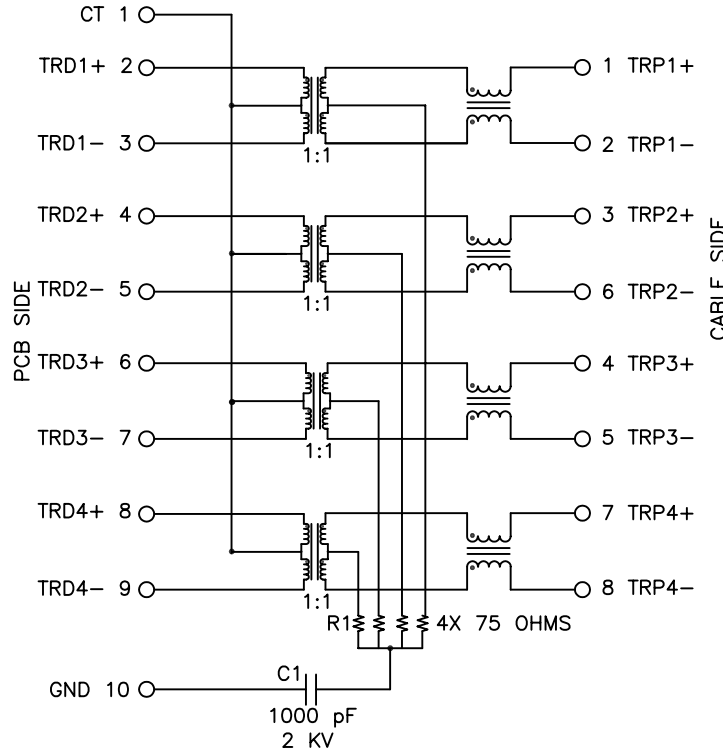 CT 1
TRD1+ 2
1 TRP1+
TRD1- 3
1:1
2 TRP1-
TRD2+ 4
3 TRP2+
TRD2- 5
1:1
6 TRP2-
PCB SIDE
CABLE SIDE
TRD3+ 6
4 TRP3+
TRD3- 7
1:1
5 TRP3-
TRD4+ 8
7 TRP4+
TRD4- 9
1:1
8 TRP4-
R1
4X 75 OHMS
GND 10
C1
1000 pF
2 KV